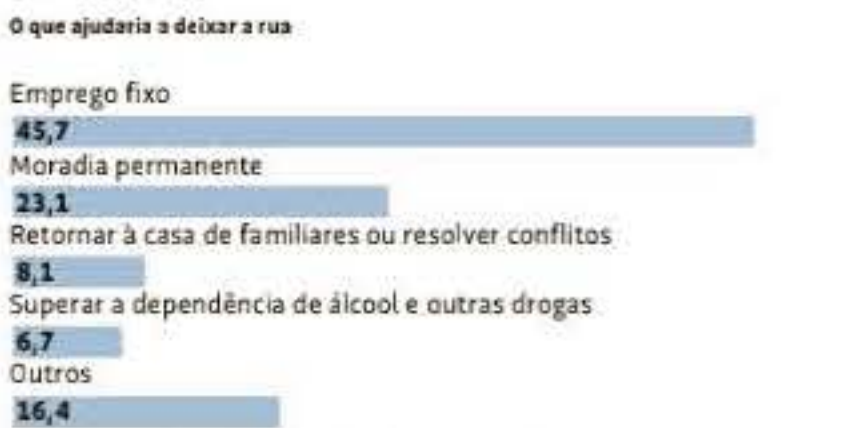 O que ajudaria a deixar a rua
Emprego fixo
45,7
Moradia permanente
23,1
Retornar à casa de familiares ou resolver conflitos
8,1
Superar a dependência de álcool e outras drogas
6,7
Outros
16,4